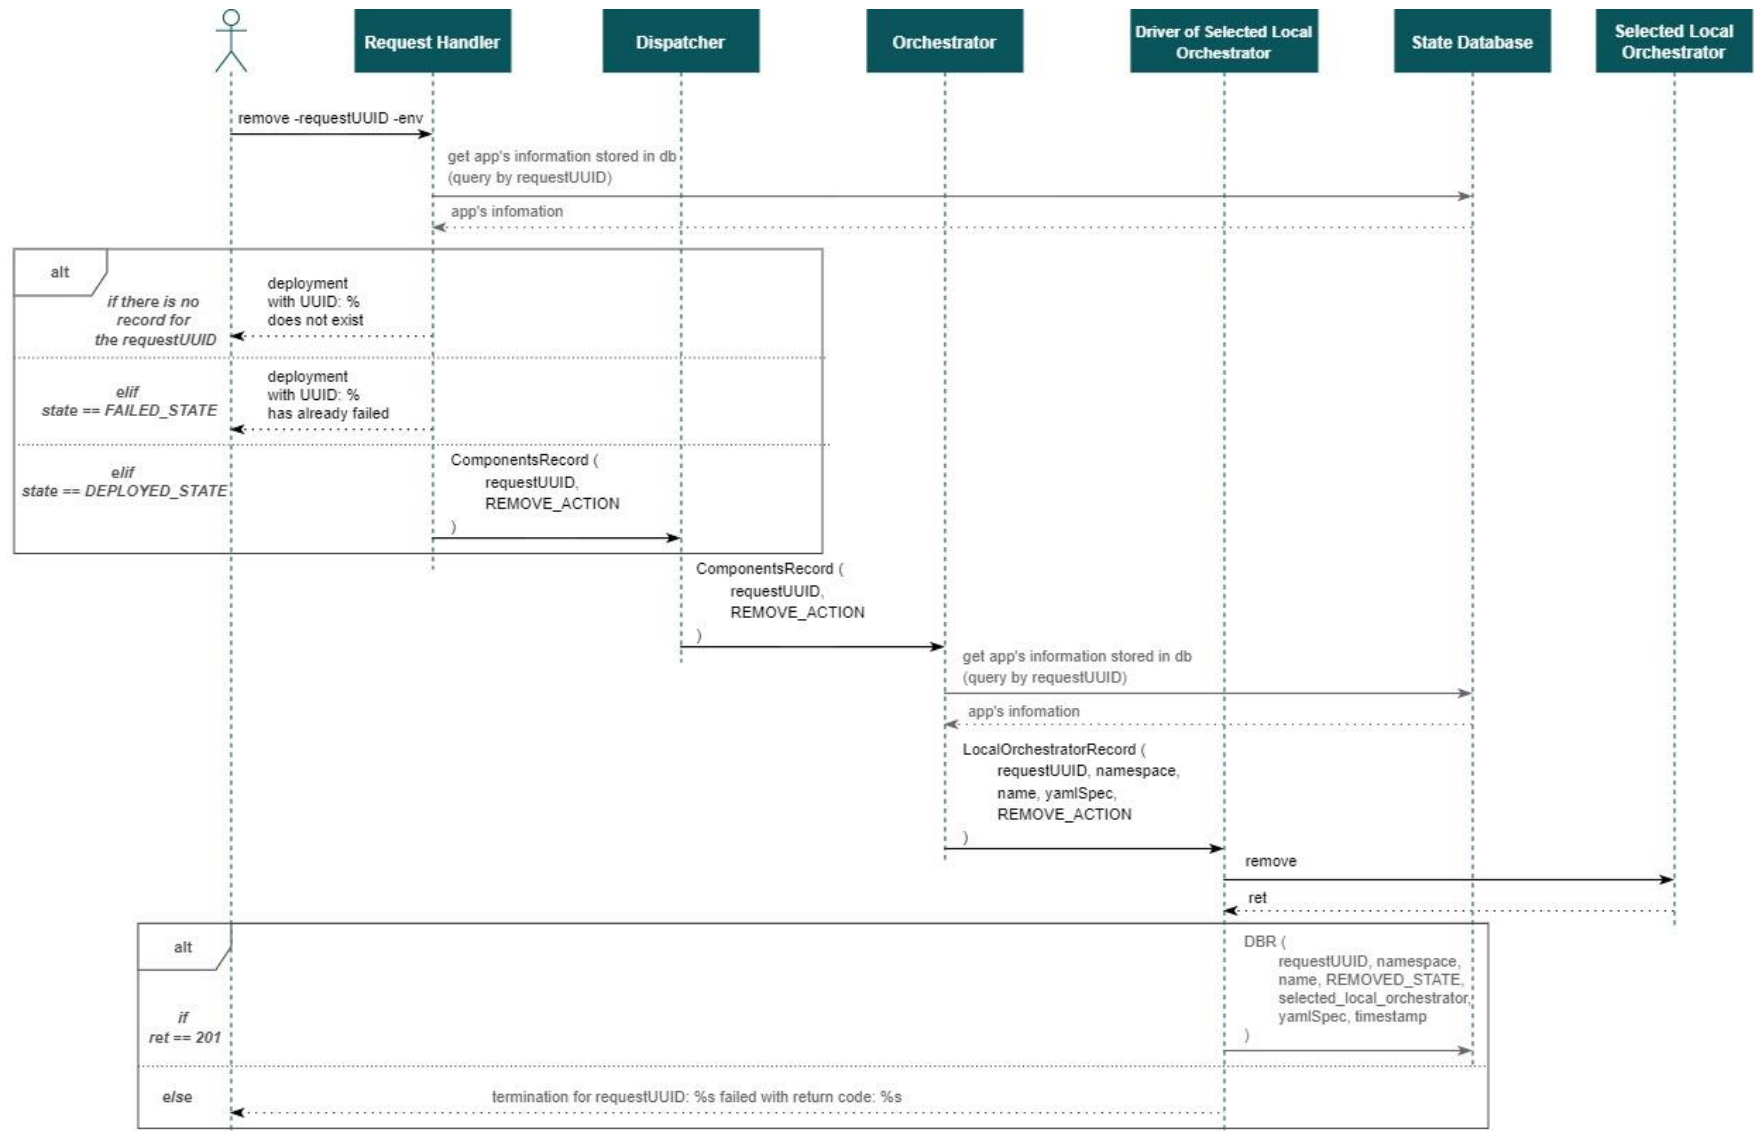 Request Handler
Dispatcher
Orchestrator
Driver of Selected Local
Orchestrator
State Database
Selected Local
Orchestrator
remove -requestUUID -env
get app's information stored in db
(query by requestUUID)
app's infomation
alt
if there is no
record for
the requestUUID
deployment
with UUID: %
does not exist
elif
state == FAILED_STATE
deployment
with UUID: %
has already failed
elif
state == DEPLOYED_STATE
ComponentsRecord (
requestUUID,
REMOVE_ACTION
)
ComponentsRecord (
requestUUID,
REMOVE_ACTION
)
get app's information stored in db
(query by requestUUID)
app's infomation
LocalOrchestratorRecord (
requestUUID, namespace,
name, yamlSpec,
REMOVE_ACTION
)
remove
ret
alt
if
ret == 201
DBR (
requestUUID, namespace,
name, REMOVED_STATE,
selected_local_orchestrator,
yamlSpec, timestamp
)
else
termination for requestUUID: %s failed with return code: %s